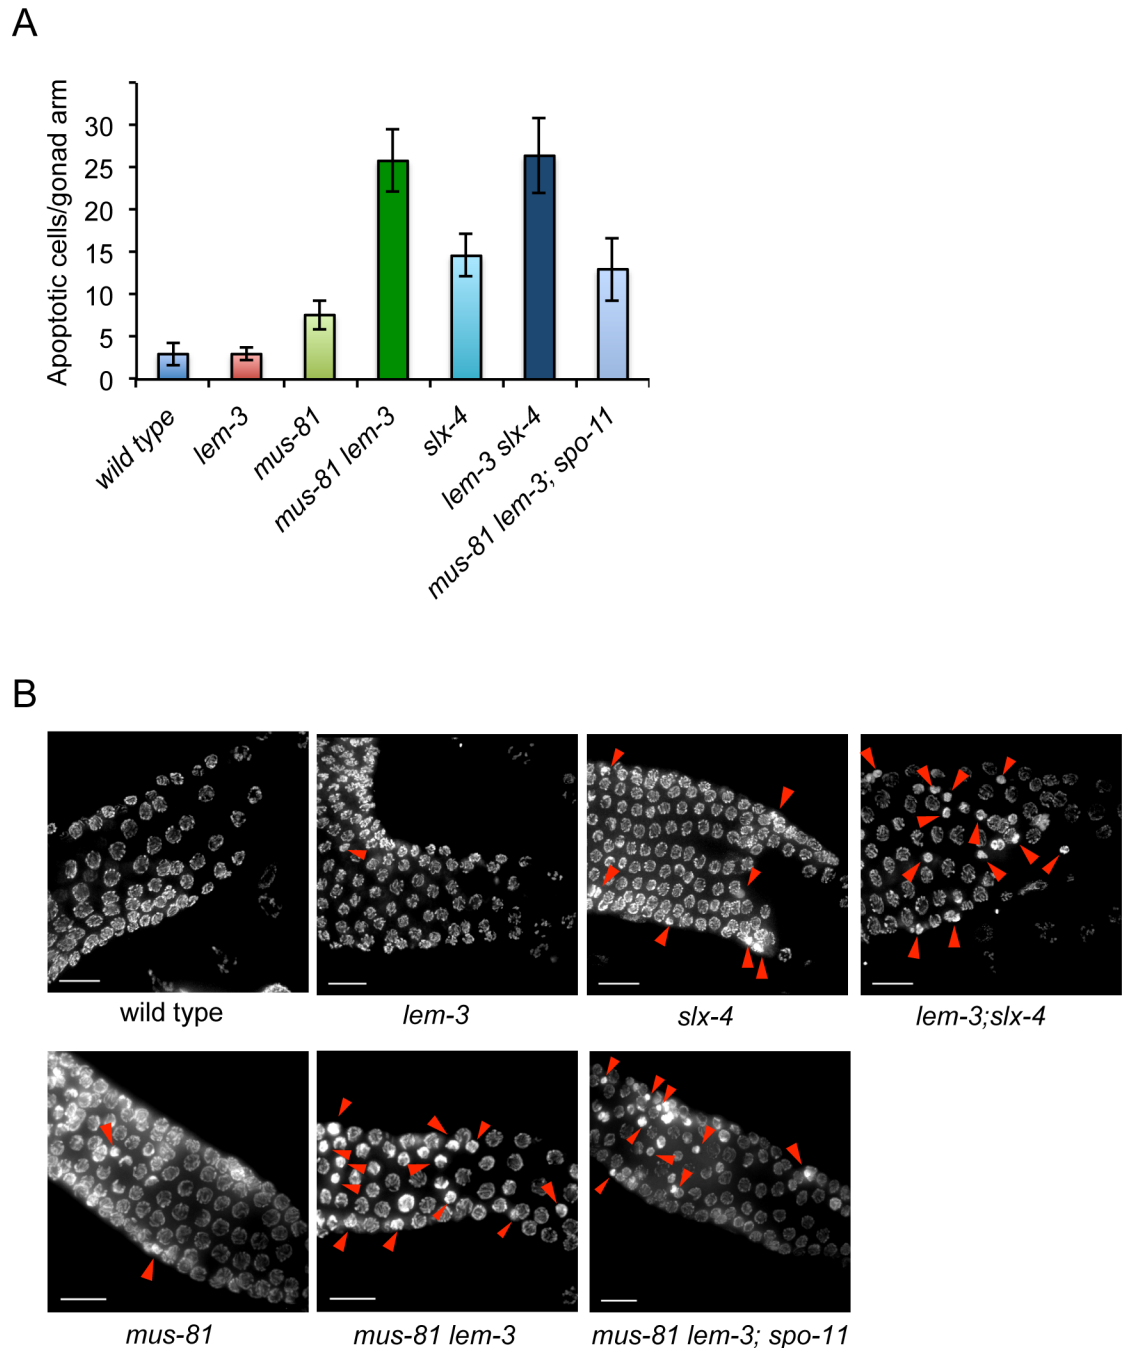 A
Apoptotic cells/gonad arm
30
25
20
15
10
5
0
wild type
lem-3
mus-81
mus-81 lem-3
slx-4
lem-3 slx-4
mus-81 lem-3; spo-11
B
wild type
lem-3
slx-4
lem-3;slx-4
mus-81
mus-81 lem-3
mus-81 lem-3; spo-11